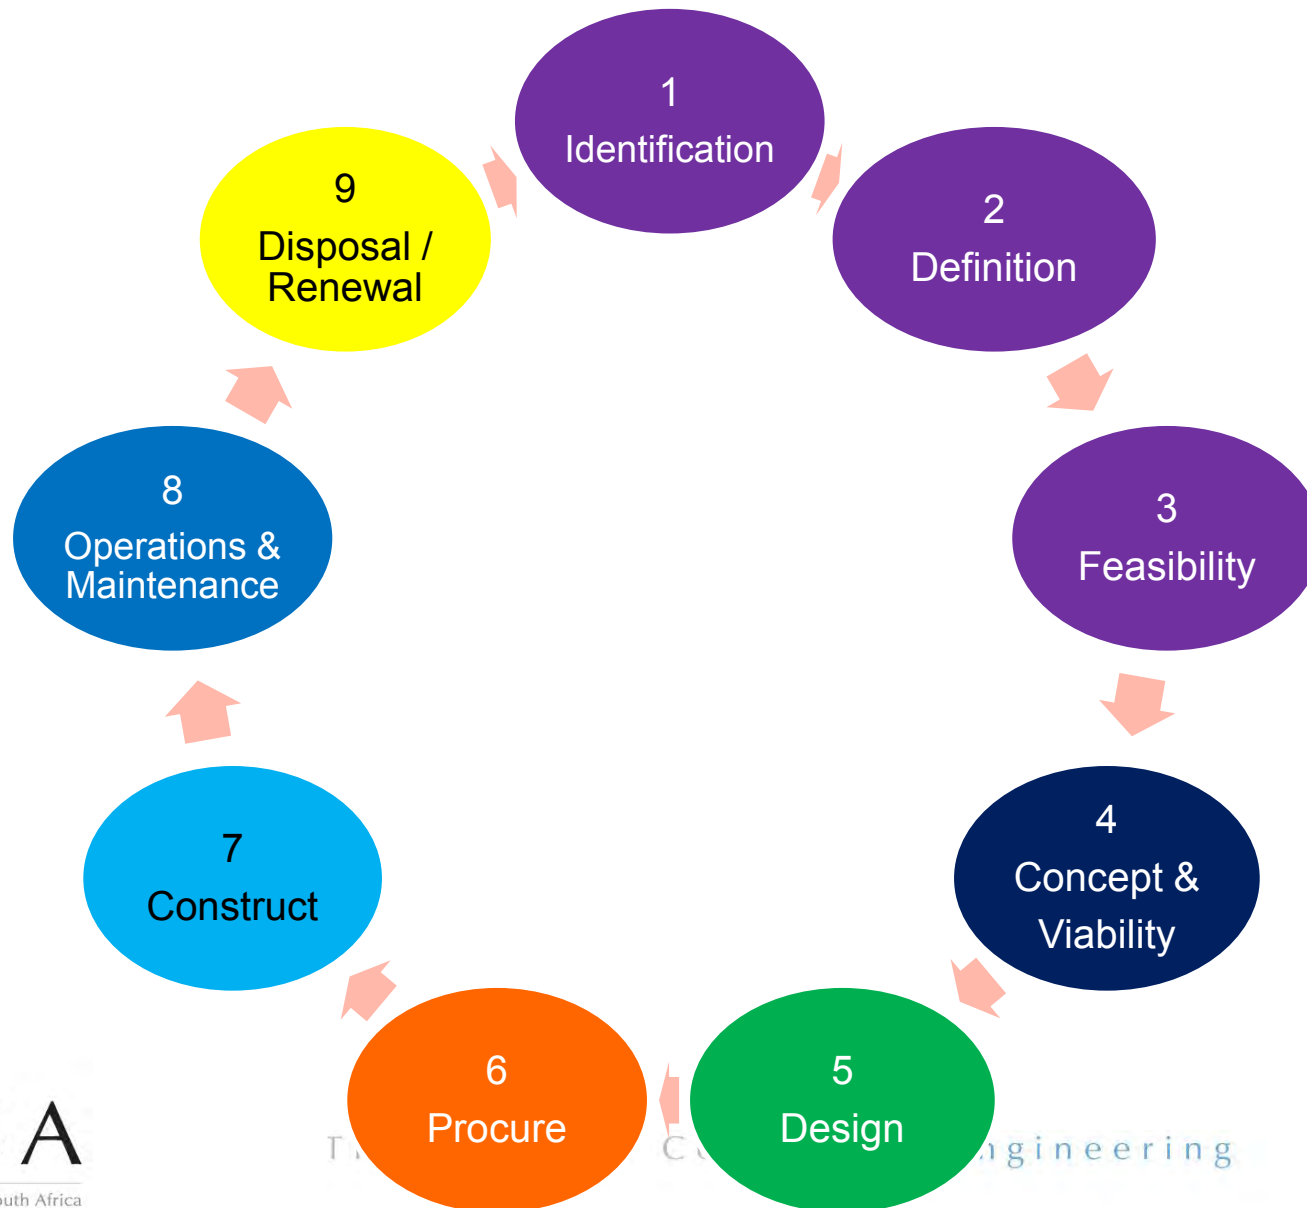 1
Identification
2
Definition
3
Feasibility
4
Concept &
Viability
5
Design
6
Procure
7
Construct
8
Operations &
Maintenance
9
Disposal /
Renewal
A
outh Africa
T
C
ngineering